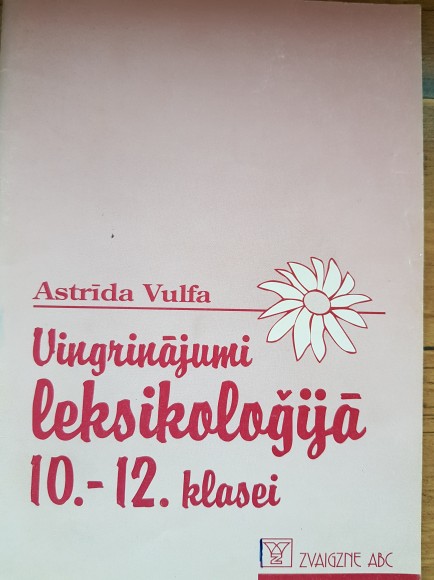 Astrīda Vulfa
Vingrinājumi
leksikoloģijā
10.-12. klasei
ZVAIGZNE ABC